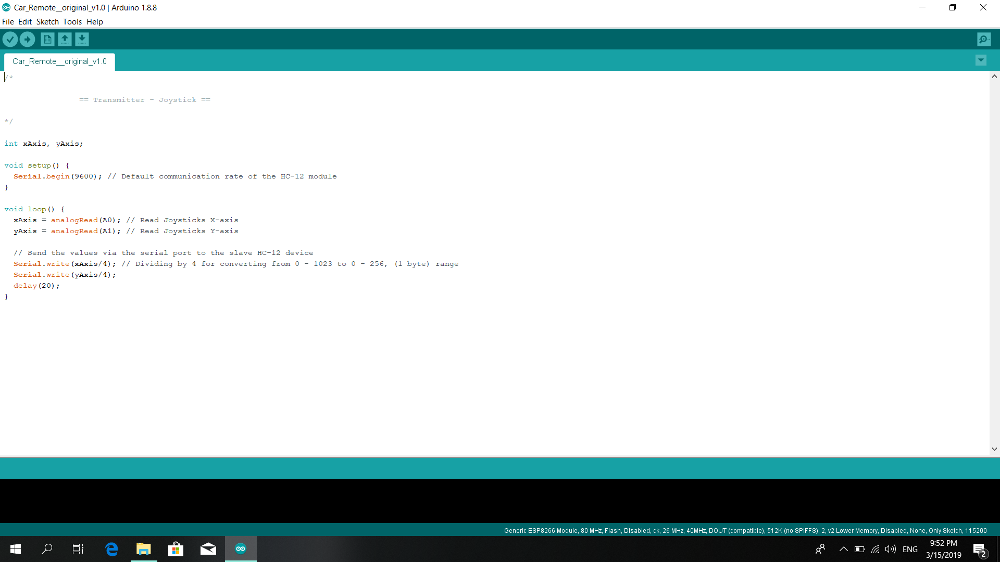 Car_Remote__original_v1.0 | Arduino 1.8.8
File Edit Sketch Tools Help
Car_Remote__original_v1.0
/*
== Transmitter - Joystick ==
*/
int xAxis, yAxis;
void setup() {
Serial.begin(9600); // Default communication rate of the HC-12 module
}
void loop() {
xAxis = analogRead(A0); // Read Joysticks X-axis
yAxis = analogRead(A1); // Read Joysticks Y-axis
// Send the values via the serial port to the slave HC-12 device
Serial.write(xAxis/4); // Dividing by 4 for converting from 0 - 1023 to 0 - 256, (1 byte) range
Serial.write(yAxis/4);
delay(20);
}
Generic ESP8266 Module, 80 MHz, Flash, Disabled, ck, 26 MHz, 40MHz, DOUT (compatible), 512K (no SPIFFS), 2, v2 Lower Memory, Disabled, None, Only Sketch, 115200
ENG
9:52 PM
3/15/2019
2